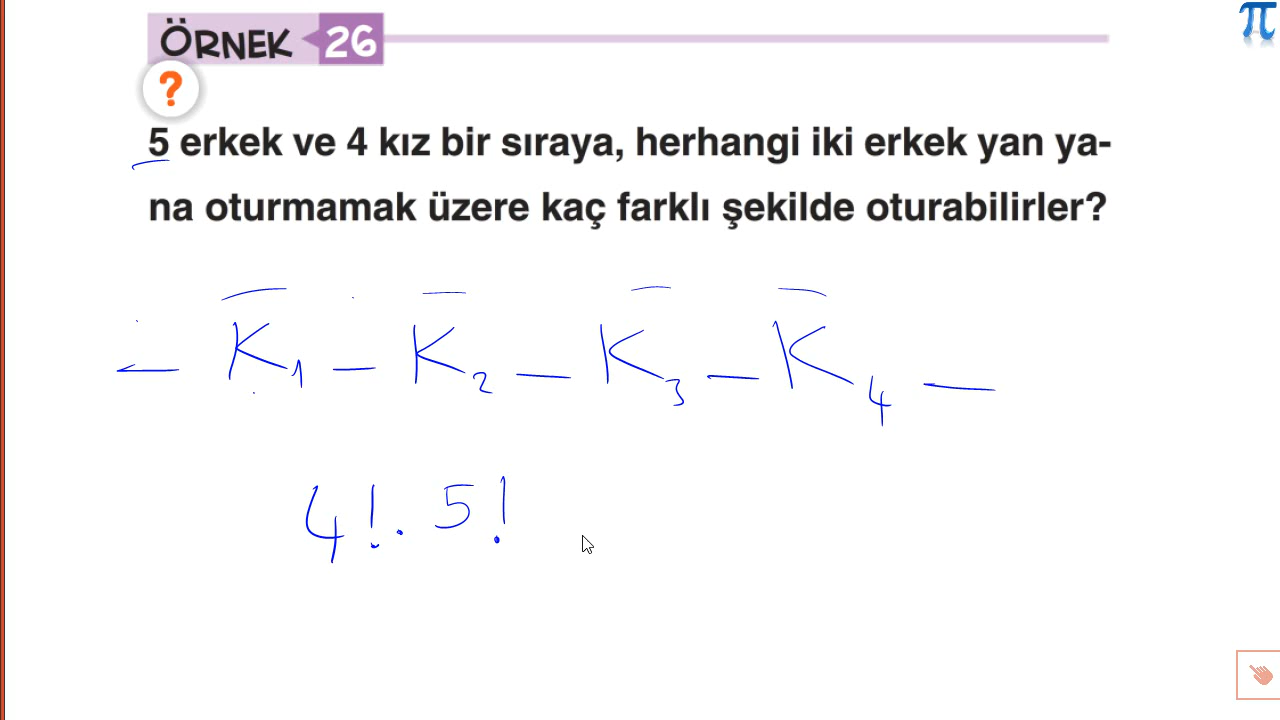 ÖRNEK 26
?
5 erkek ve 4 kız bir sıraya, herhangi iki erkek yan ya-
na oturmamak üzere kaç farklı şekilde oturabilirler?
_ K₁ _ K₂ _ K₃ _ K₄ _
4! . 5!
π